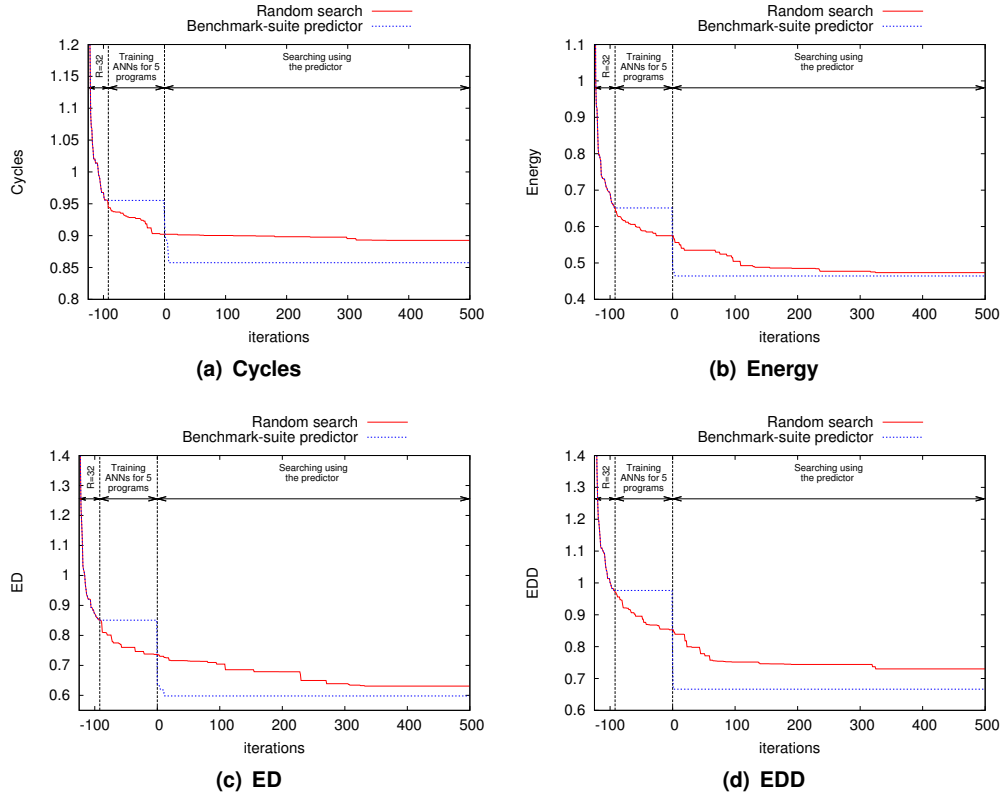 Random search
Benchmark-suite predictor
1.2
1.15
1.1
1.05
1
0.95
0.9
0.85
0.8
Cycles
R=32
Training
ANNs for 5
programs
Searching using
the predictor
-100 0 100 200 300 400 500
iterations
(a) Cycles
Random search
Benchmark-suite predictor
1.1
1
0.9
0.8
0.7
0.6
0.5
0.4
Energy
R=32
Training
ANNs for 5
programs
Searching using
the predictor
-100 0 100 200 300 400 500
iterations
(b) Energy
Random search
Benchmark-suite predictor
1.4
1.3
1.2
1.1
1
0.9
0.8
0.7
0.6
ED
R=32
Training
ANNs for 5
programs
Searching using
the predictor
-100 0 100 200 300 400 500
iterations
(c) ED
Random search
Benchmark-suite predictor
1.4
1.3
1.2
1.1
1
0.9
0.8
0.7
0.6
EDD
R=32
Training
ANNs for 5
programs
Searching using
the predictor
-100 0 100 200 300 400 500
iterations
(d) EDD